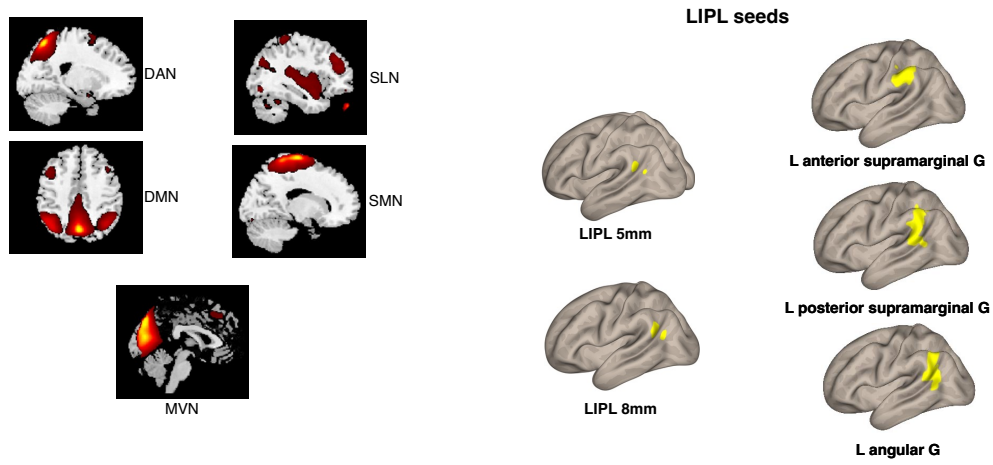 DAN
SLN
DMN
SMN
MVN
LIPL seeds
LIPL 5mm
LIPL 8mm
L anterior supramarginal G
L posterior supramarginal G
L angular G